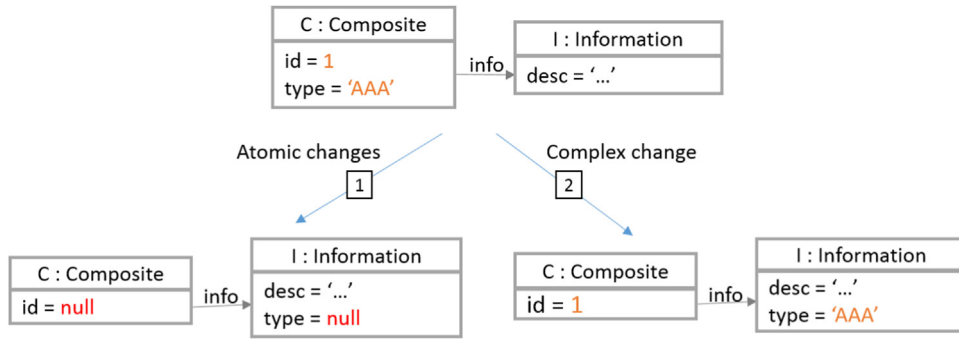 C : Composite
id = 1
type = ‘AAA’
info
I : Information
desc = ‘...’
Atomic changes
1
Complex change
2
C : Composite
id = null
info
I : Information
desc = ‘...’
type = null
C : Composite
id = 1
info
I : Information
desc = ‘...’
type = ‘AAA’